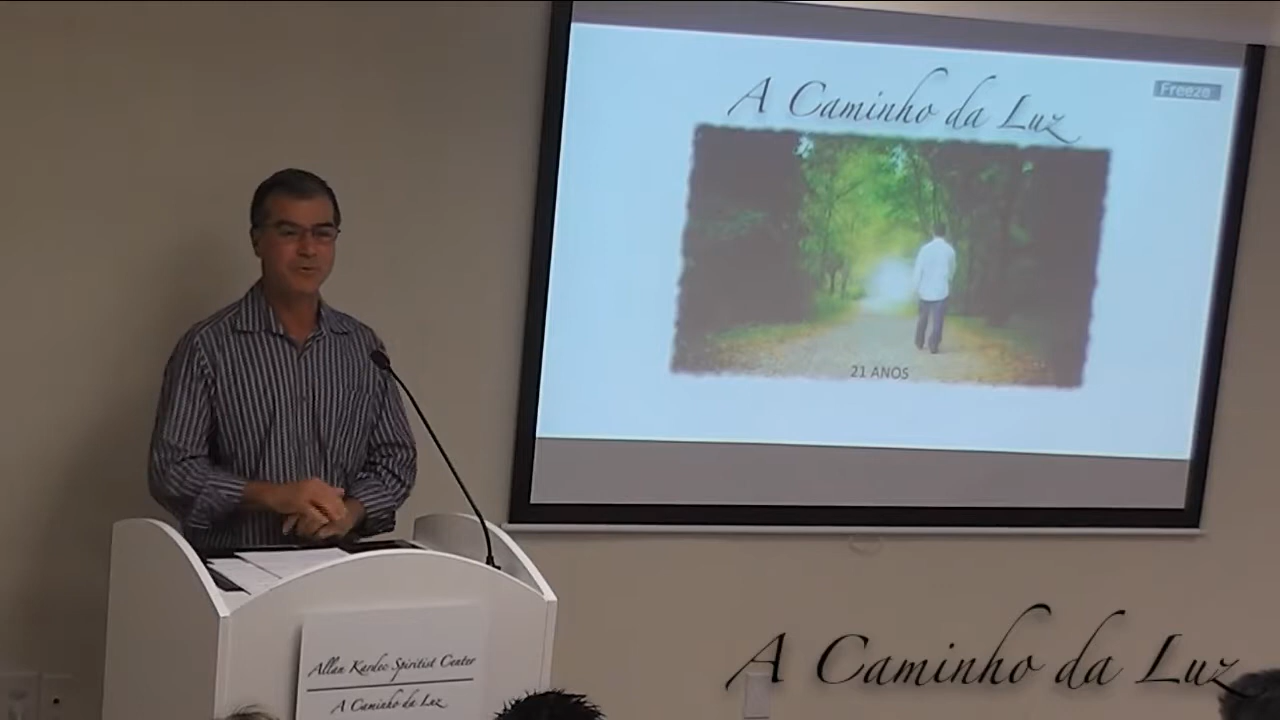 A Caminho da Luz
Freeze
21 ANOS
Allan Kardec Spiritist Center
A Caminho da Luz
A Caminho da Luz